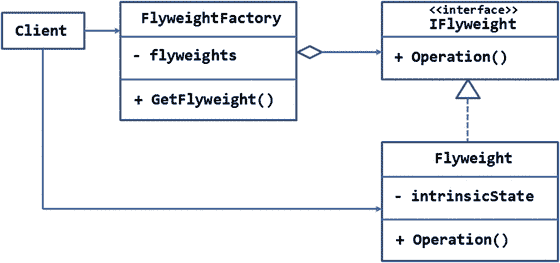 Client
FlyweightFactory
- flyweights
+ GetFlyweight()
<<interface>>
IFlyweight
+ Operation()
Flyweight
- intrinsicState
+ Operation()